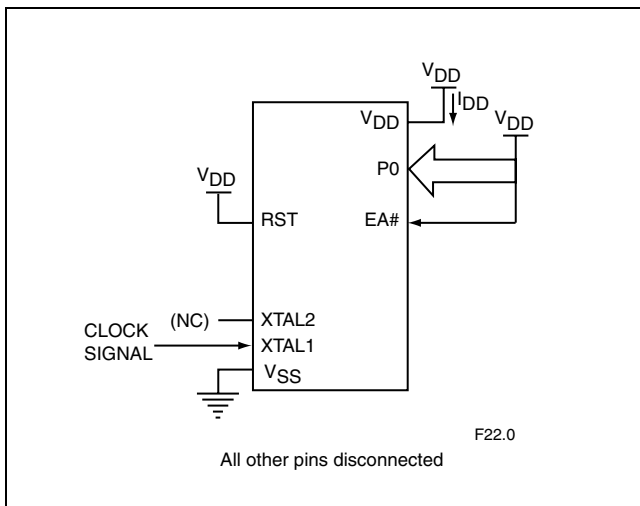 VDD
IDD
VDD
VDD
P0
VDD
RST
EA#
(NC)
XTAL2
CLOCK
SIGNAL
XTAL1
VSS
F22.0
All other pins disconnected